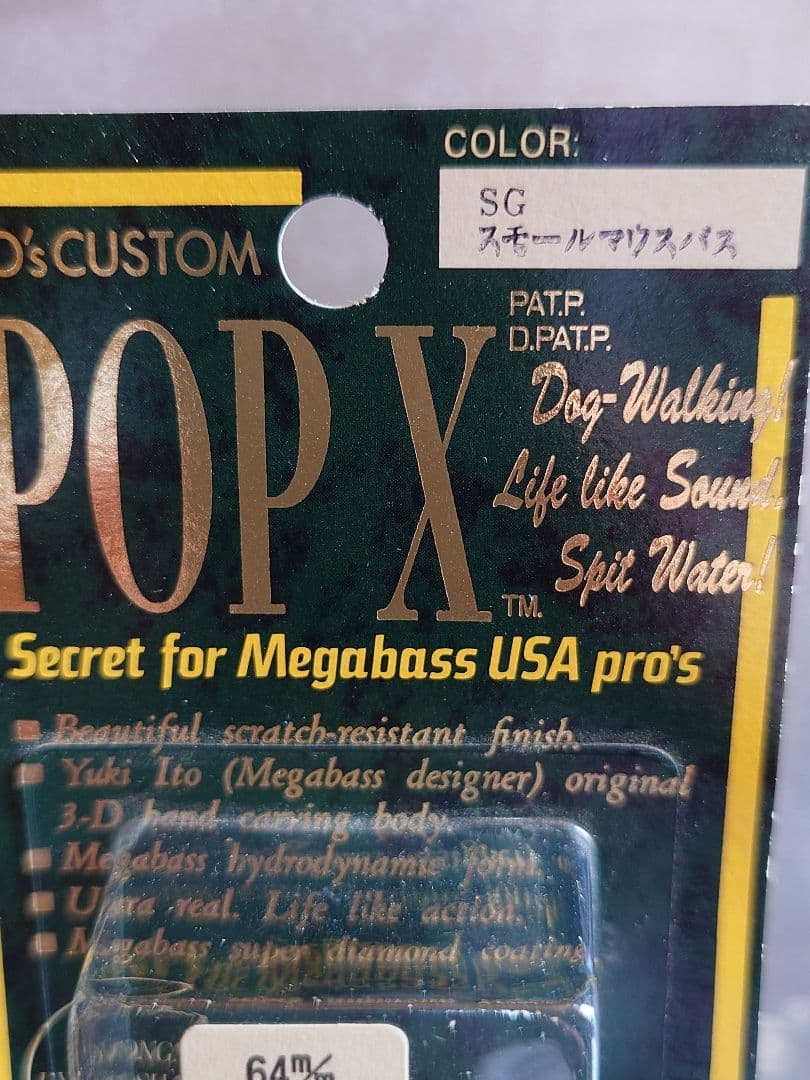 COLOR:
SG
スモールマウスバス
O's CUSTOM
POP X
TM.
PAT.P.
D.PAT.P.
Dog-Walking!
Life like Sound.
Spit Water!
Secret for Megabass USA pro's
Beautiful scratch-resistant finish.
Yuki Ito (Megabass designer) original
3-D hand carving body.
Megabass hydrodynamic form.
Ultra real. Life like action.
Megabass super diamond coating.
64m/m